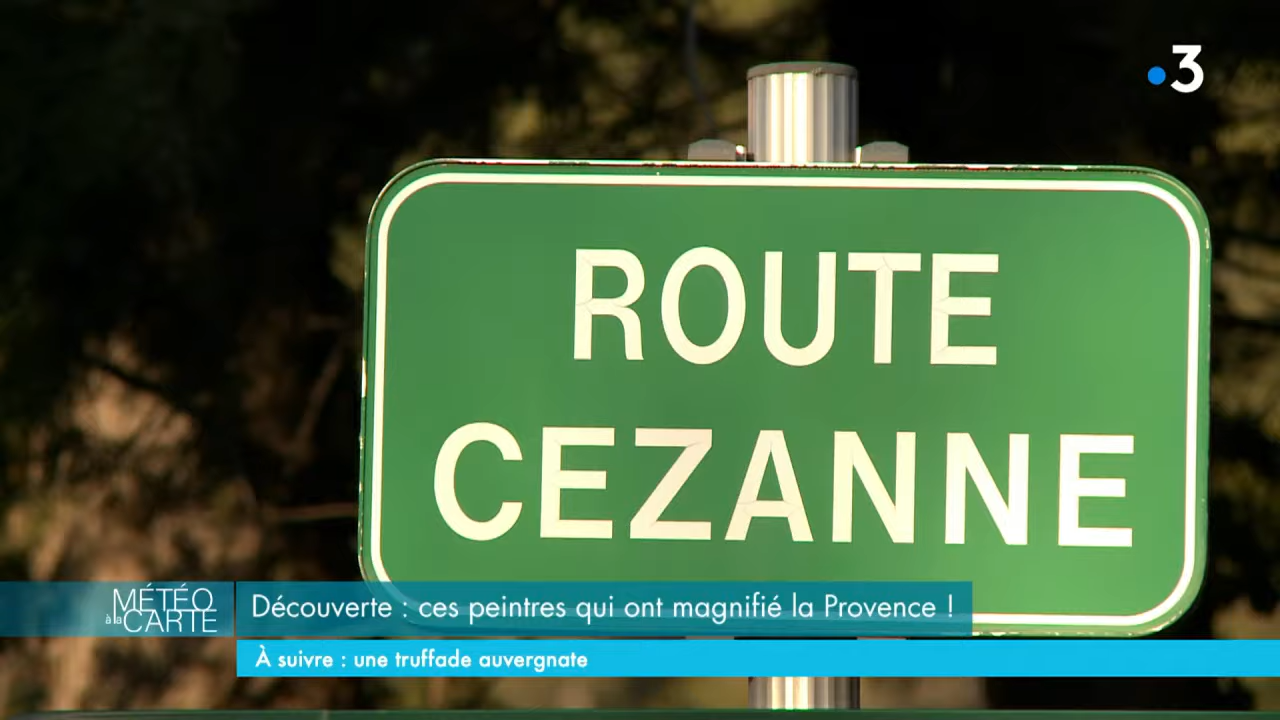 3
ROUTE
CEZANNE
MÉTÉO
à la CARTE
Découverte : ces peintres qui ont magnifié la Provence !
À suivre : une truffade auvergnate